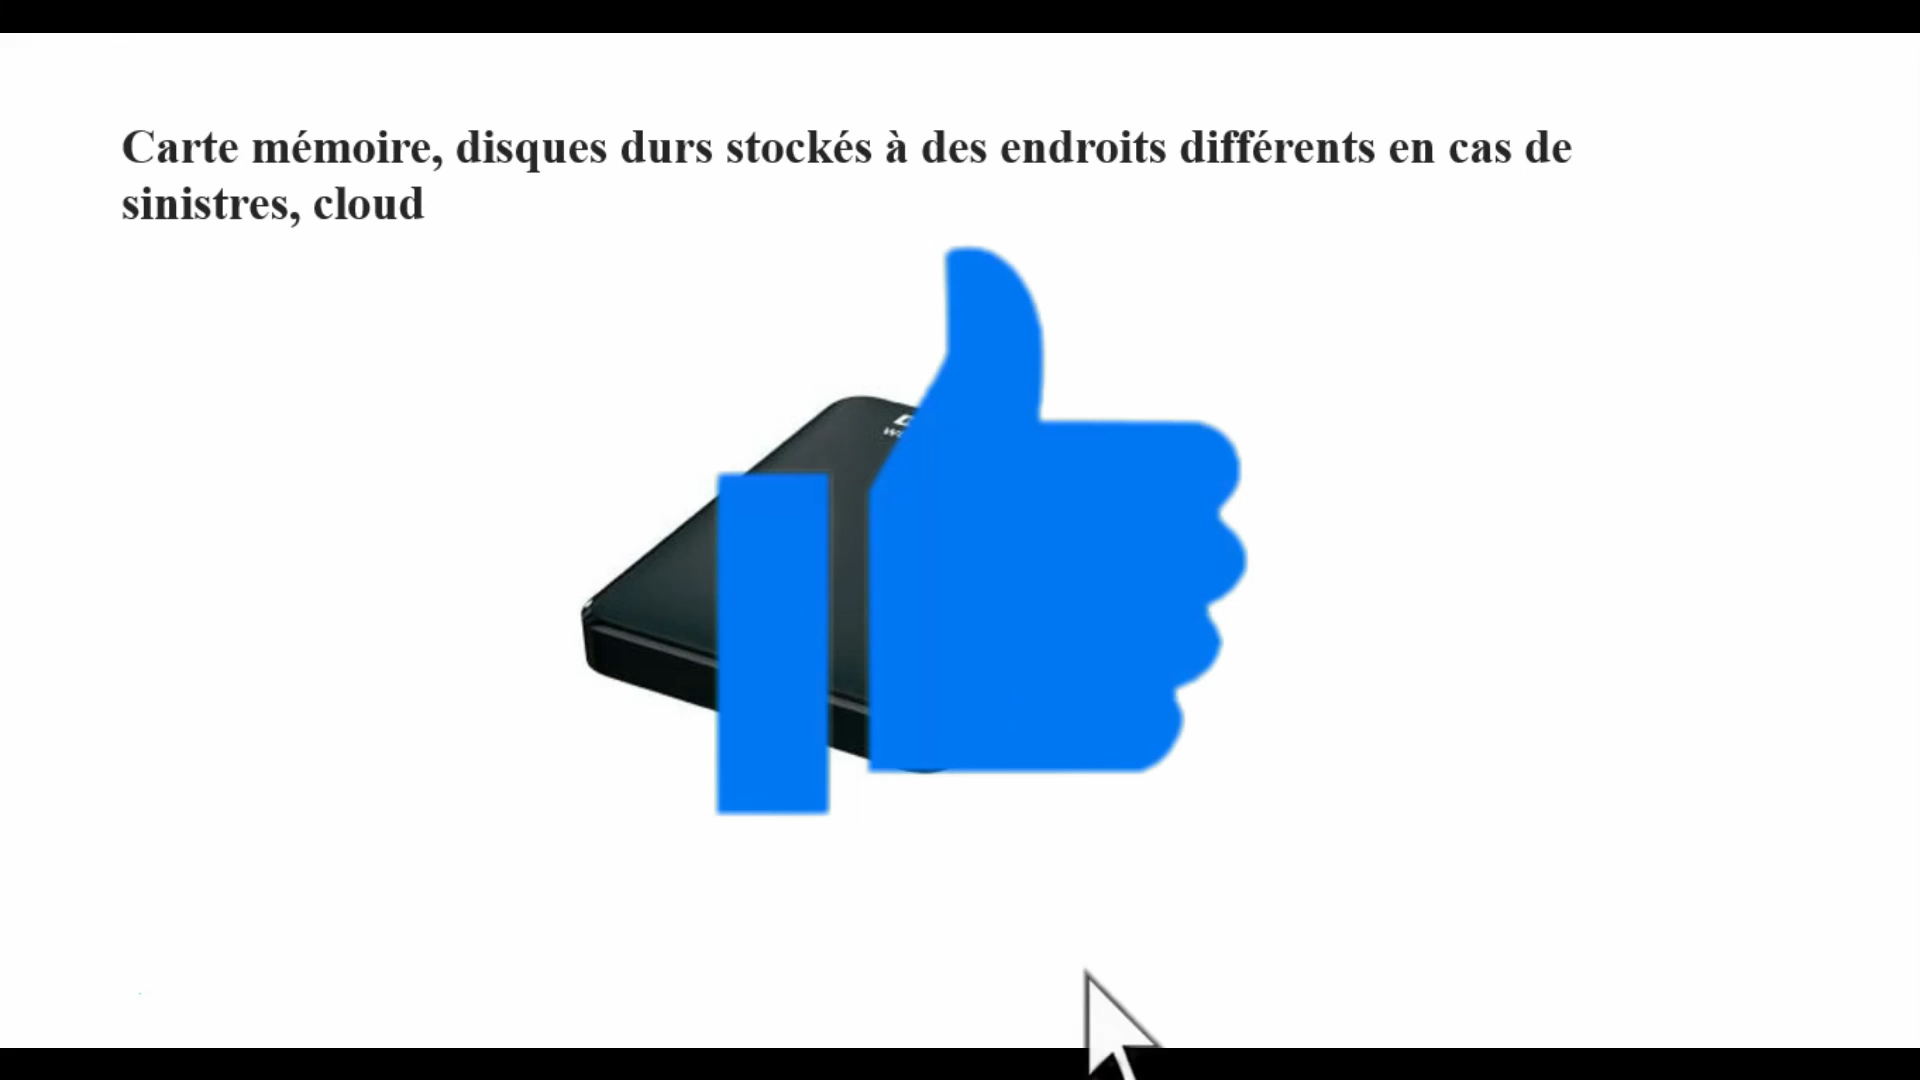 Carte mémoire, disques durs stockés à des endroits différents en cas de
sinistres, cloud